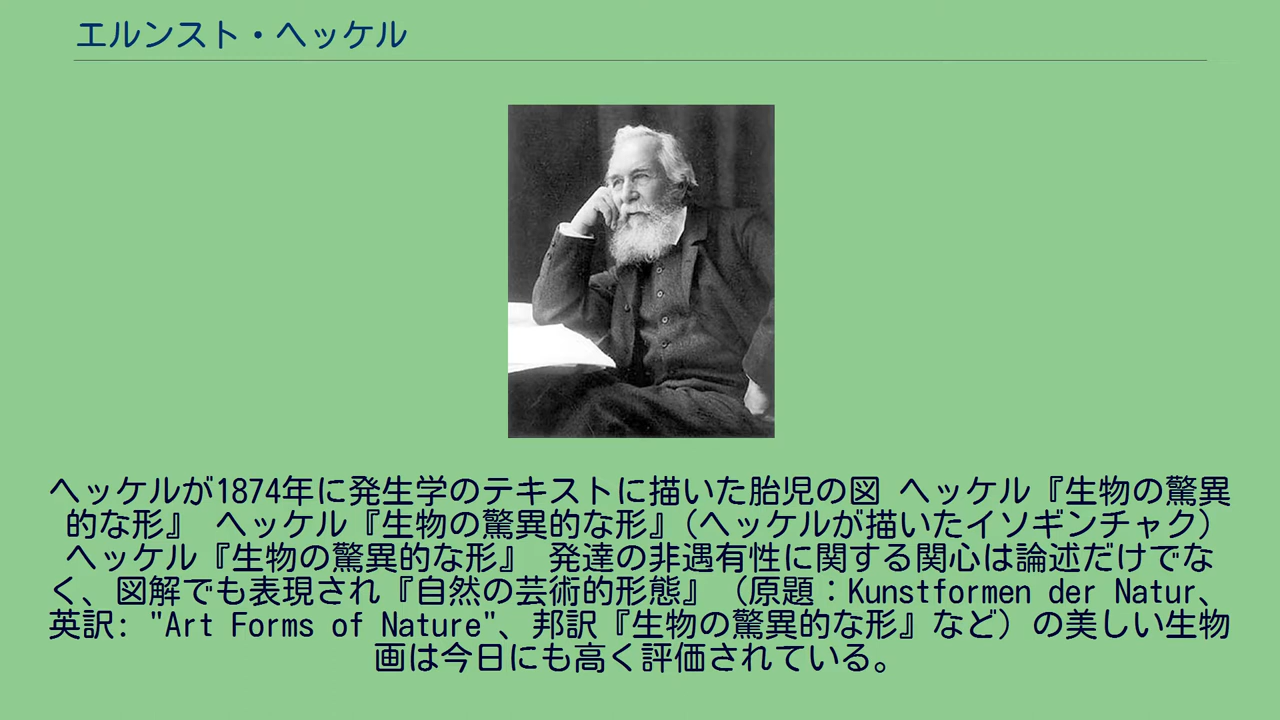 エルンスト・ヘッケル
ヘッケルが1874年に発生学のテキストに描いた胎児の図 ヘッケル『生物の驚異
的な形』 ヘッケル『生物の驚異的な形』(ヘッケルが描いたイソギンチャク)
ヘッケル『生物の驚異的な形』 発達の非遇有性に関する関心は論述だけでな
く、図解でも表現され『自然の芸術的形態』（原題：Kunstformen der Natur、
英訳: "Art Forms of Nature"、邦訳『生物の驚異的な形』など）の美しい生物
画は今日にも高く評価されている。